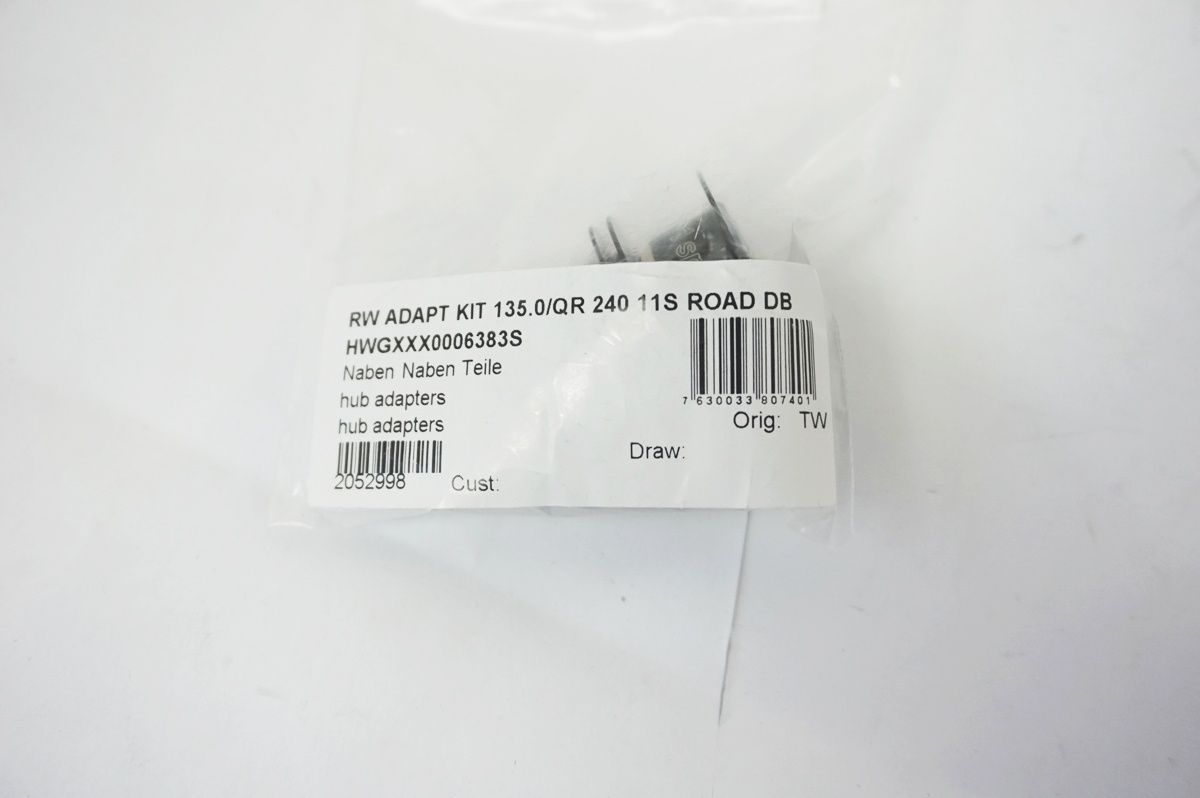 RW ADAPT KIT 135.0/QR 240 11S ROAD DB
HWGXXX0006383S
Naben Naben Teile
hub adapters
hub adapters
7 630033 807401
Orig: TW
Draw:
2052998
Cust: